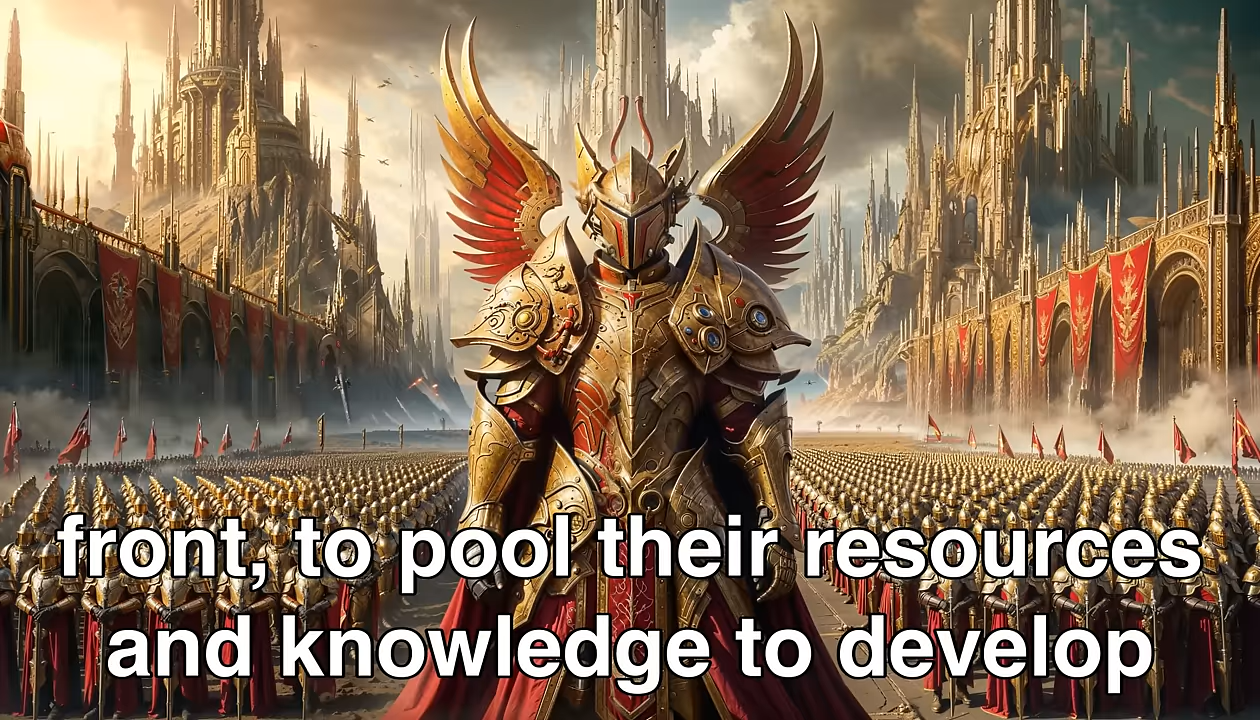 front, to pool their resources
and knowledge to develop